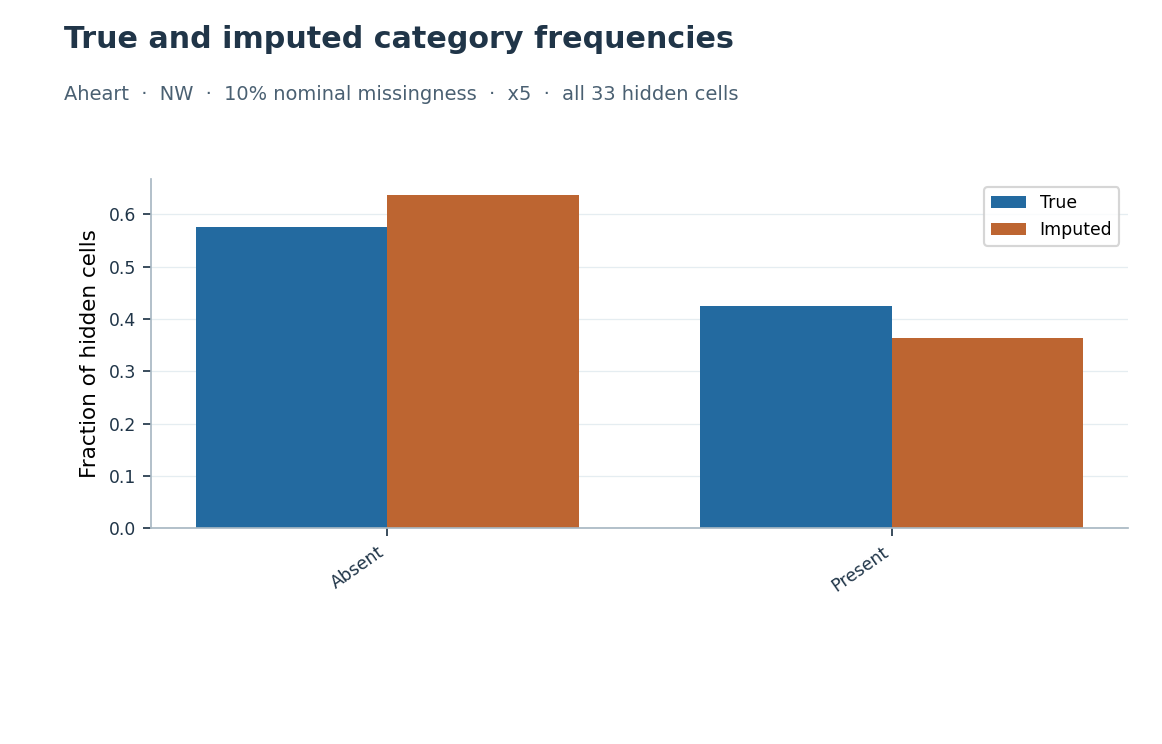 True and imputed category frequencies
Aheart · NW · 10% nominal missingness · x5 · all 33 hidden cells
Fraction of hidden cells
0.6
0.5
0.4
0.3
0.2
0.1
0.0
True
Imputed
Absent
Present